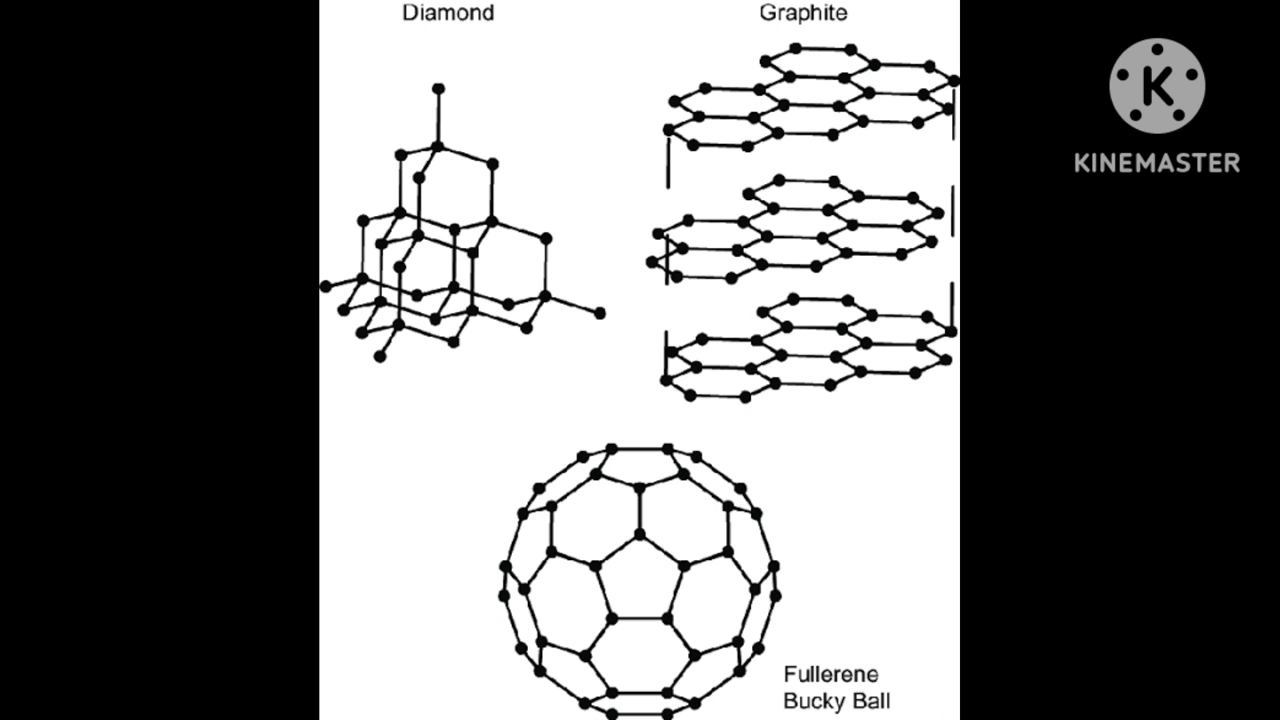 Diamond
Graphite
K
KINEMASTER
Fullerene
Bucky Ball